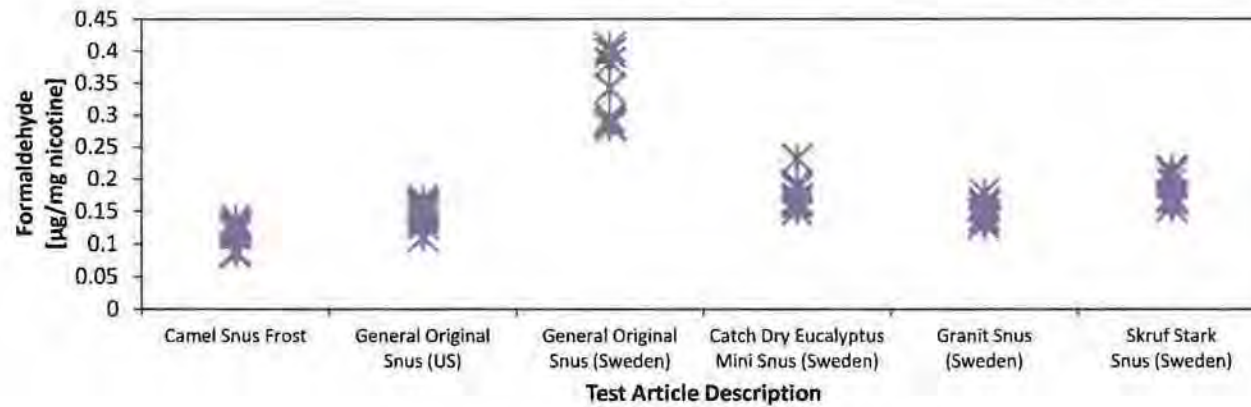 0.45
0.4
0.35
0.3
0.25
0.2
0.15
0.1
0.05
0
Formaldehyde
[µg/mg nicotine]
Camel Snus Frost
General Original
Snus (US)
General Original
Snus (Sweden)
Catch Dry Eucalyptus
Mini Snus (Sweden)
Granit Snus
(Sweden)
Skruf Stark
Snus (Sweden)
Test Article Description